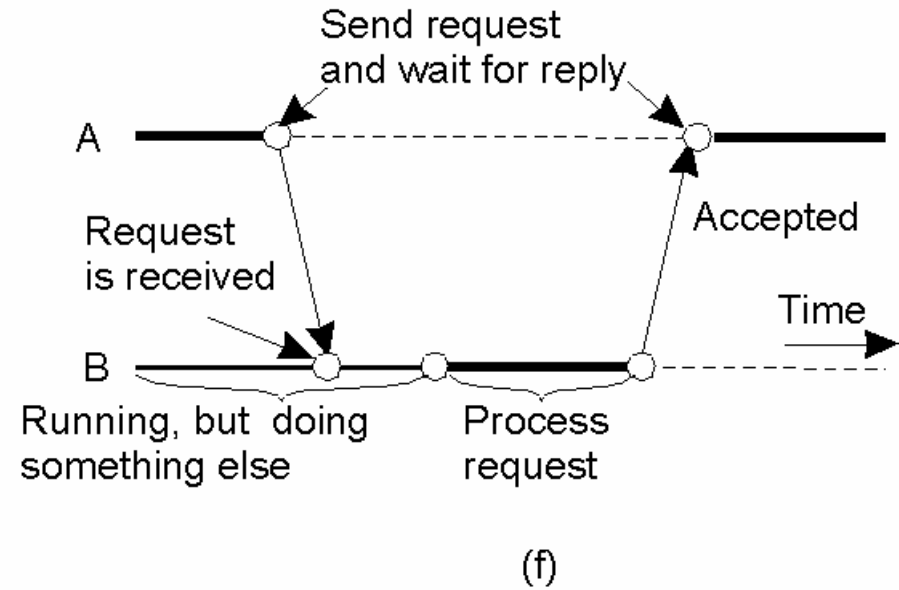 Send request
and wait for reply
A
Request
is received
Accepted
Time
B
Running, but doing
something else
Process
request
(f)